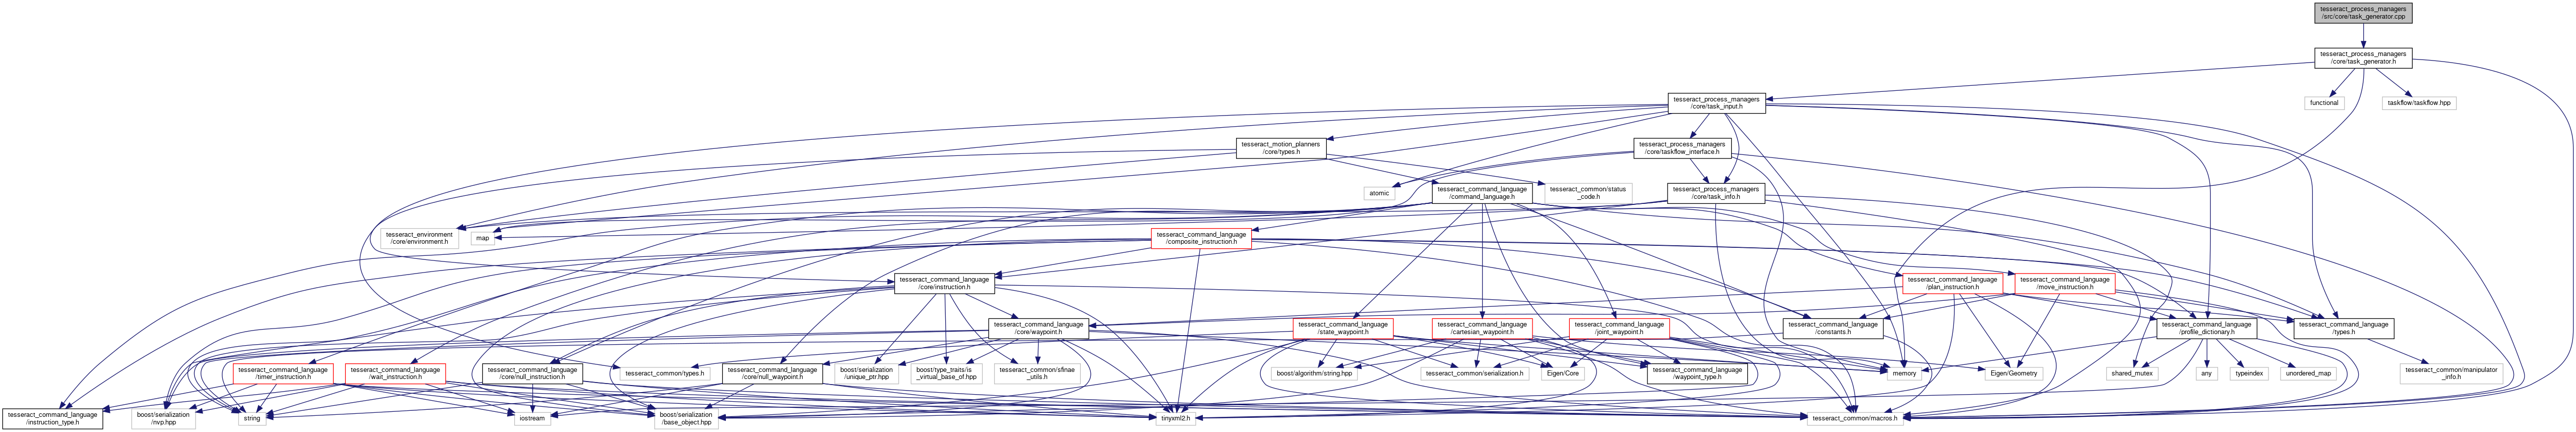 tesseract_process_managers
/src/core/task_generator.cpp
tesseract_process_managers
/core/task_generator.h
tesseract_process_managers
/core/task_input.h
functional
taskflow/taskflow.hpp
tesseract_motion_planners
/core/types.h
tesseract_process_managers
/core/taskflow_interface.h
atomic
tesseract_command_language
/command_language.h
tesseract_common/status
_code.h
tesseract_process_managers
/core/task_info.h
tesseract_environment
/core/environment.h
map
tesseract_command_language
/composite_instruction.h
tesseract_command_language
/core/instruction.h
tesseract_command_language
/plan_instruction.h
tesseract_command_language
/move_instruction.h
tesseract_command_language
/core/waypoint.h
tesseract_command_language
/state_waypoint.h
tesseract_command_language
/cartesian_waypoint.h
tesseract_command_language
/joint_waypoint.h
tesseract_command_language
/constants.h
tesseract_command_language
/profile_dictionary.h
tesseract_command_language
/types.h
tesseract_command_language
/timer_instruction.h
tesseract_command_language
/wait_instruction.h
tesseract_command_language
/core/null_instruction.h
tesseract_common/types.h
tesseract_command_language
/core/null_waypoint.h
boost/serialization
/unique_ptr.hpp
boost/type_traits/is
_virtual_base_of.hpp
tesseract_common/sfinae
_utils.h
boost/algorithm/string.hpp
tesseract_common/serialization.h
Eigen/Core
tesseract_command_language
/waypoint_type.h
memory
Eigen/Geometry
shared_mutex
any
typeindex
unordered_map
tesseract_common/manipulator
_info.h
tesseract_command_language
/instruction_type.h
boost/serialization
/nvp.hpp
string
iostream
boost/serialization
/base_object.hpp
tinyxml2.h
tesseract_common/macros.h